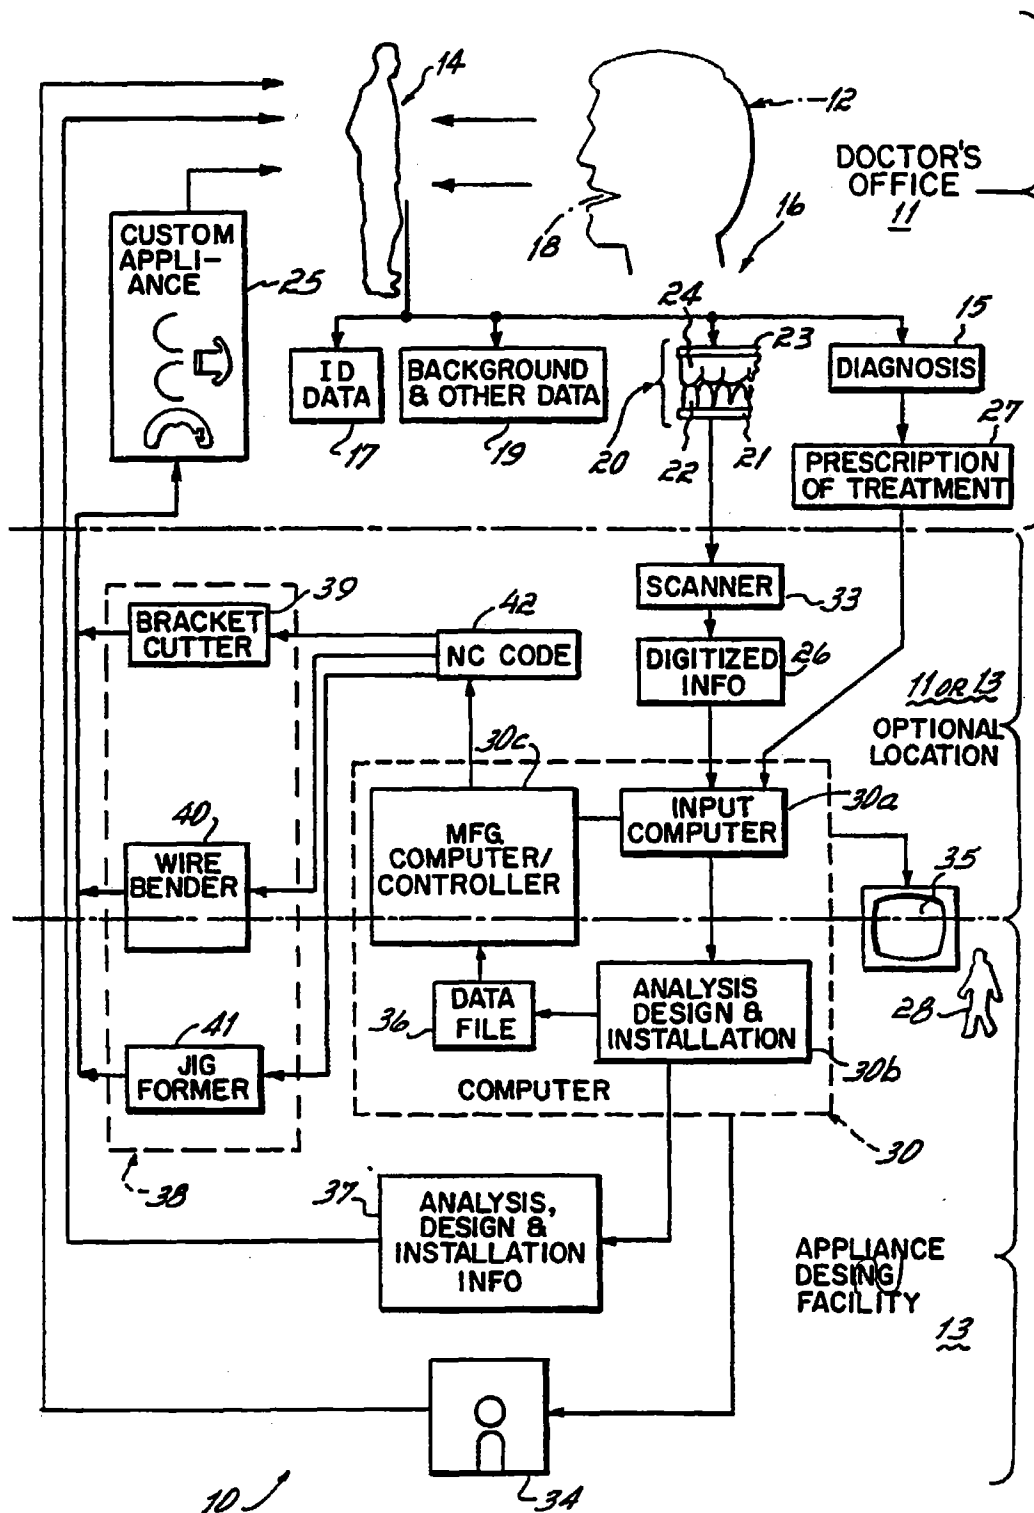 14
12
DOCTOR'S
OFFICE
11
16
18
CUSTOM
APPLI-
ANCE
25
24
23
15
ID
DATA
BACKGROUND
& OTHER DATA
DIAGNOSIS
20
17
19
22
21
27
PRESCRIPTION
OF TREATMENT
39
42
SCANNER
33
BRACKET
CUTTER
NC CODE
DIGITIZED
INFO
26
11 OR 13
OPTIONAL
LOCATION
30c
40
INPUT
COMPUTER
30a
MFG.
COMPUTER/
CONTROLLER
WIRE
BENDER
35
41
36
DATA
FILE
ANALYSIS
DESIGN &
INSTALLATION
28
JIG
FORMER
COMPUTER
30b
38
30
37
ANALYSIS,
DESIGN &
INSTALLATION
INFO
APPLIANCE
DESING
FACILITY
13
10
34